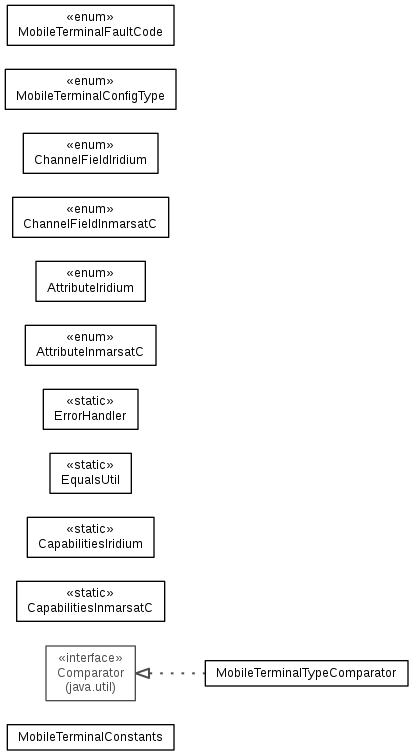 «enum»
MobileTerminalFaultCode
«enum»
MobileTerminalConfigType
«enum»
ChannelFieldIridium
«enum»
ChannelFieldInmarsatC
«enum»
AttributeIridium
«enum»
AttributeInmarsatC
«static»
ErrorHandler
«static»
EqualsUtil
«static»
CapabilitiesIridium
«static»
CapabilitiesInmarsatC
«interface»
Comparator
(java.util)
MobileTerminalTypeComparator
MobileTerminalConstants